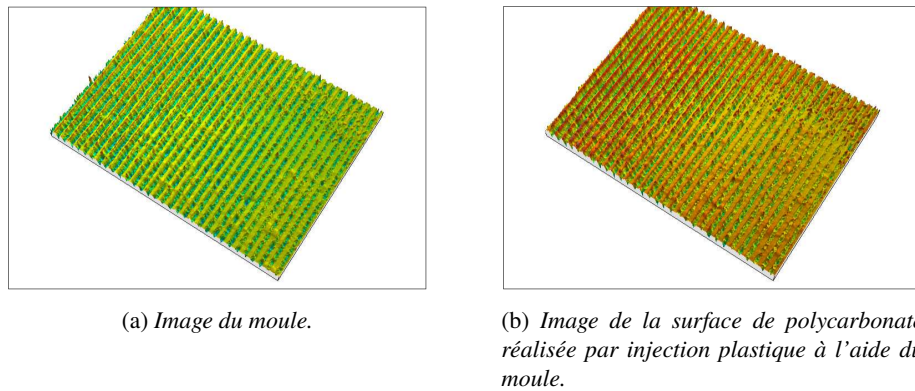 (a) Image du moule.
(b) Image de la surface de polycarbonate
réalisée par injection plastique à l'aide du
moule.